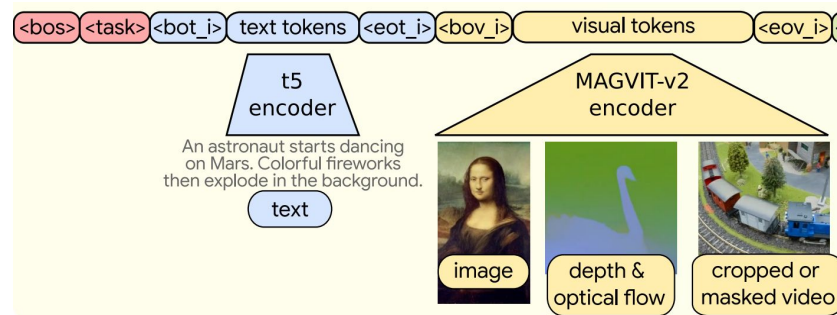 <bos> <task> <bot_i> text tokens <eot_i> <bov_i> visual tokens <eov_i>
t5
encoder
MAGVIT-v2
encoder
An astronaut starts dancing
on Mars. Colorful fireworks
then explode in the background.
text
image
depth &
optical flow
cropped or
masked video